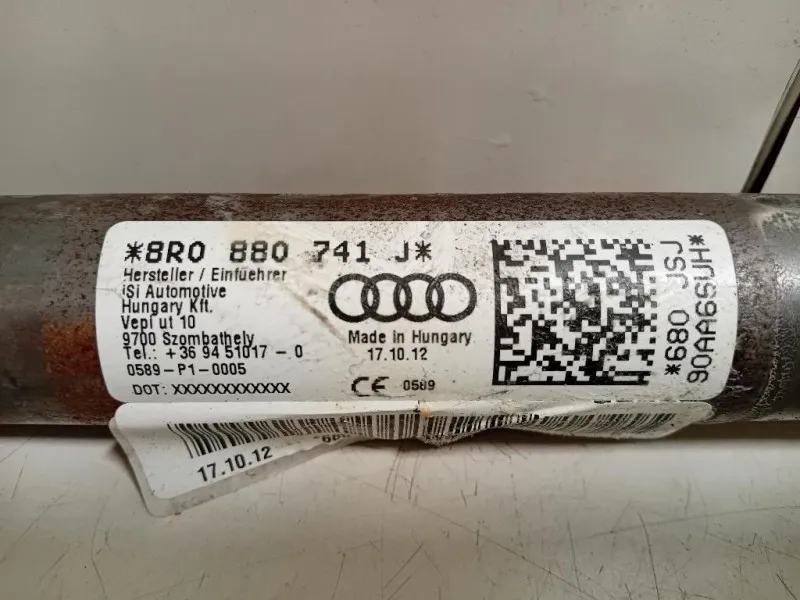 *8R0 880 741 J*
Hersteller / Einfuehrer
iSi Automotive
Hungary Kft.
Vepi ut 10
9700 Szombathely
Tel.: +36 94 51017-0
0589-P1-0005
DOT: XXXXXXXXXXXXX
Made in Hungary
17.10.12
CE 0589
*680 JSJ
90AA6SUH*
17.10.12